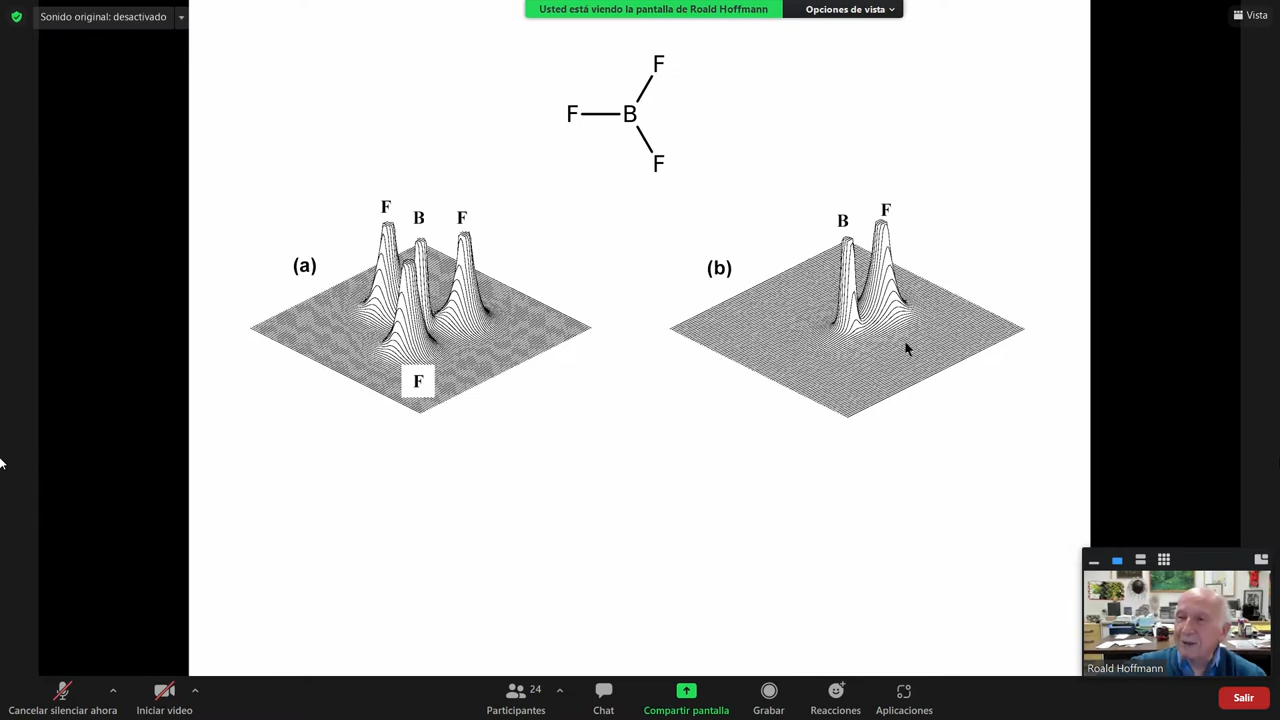 Sonido original: desactivado
Usted está viendo la pantalla de Roald Hoffmann
Opciones de vista
Vista
F
F B
F
F B F
(a)
F
B F
(b)
Roald Hoffmann
Cancelar silenciar ahora
Iniciar video
24
Participantes
Chat
Compartir pantalla
Grabar
Reacciones
Aplicaciones
Salir